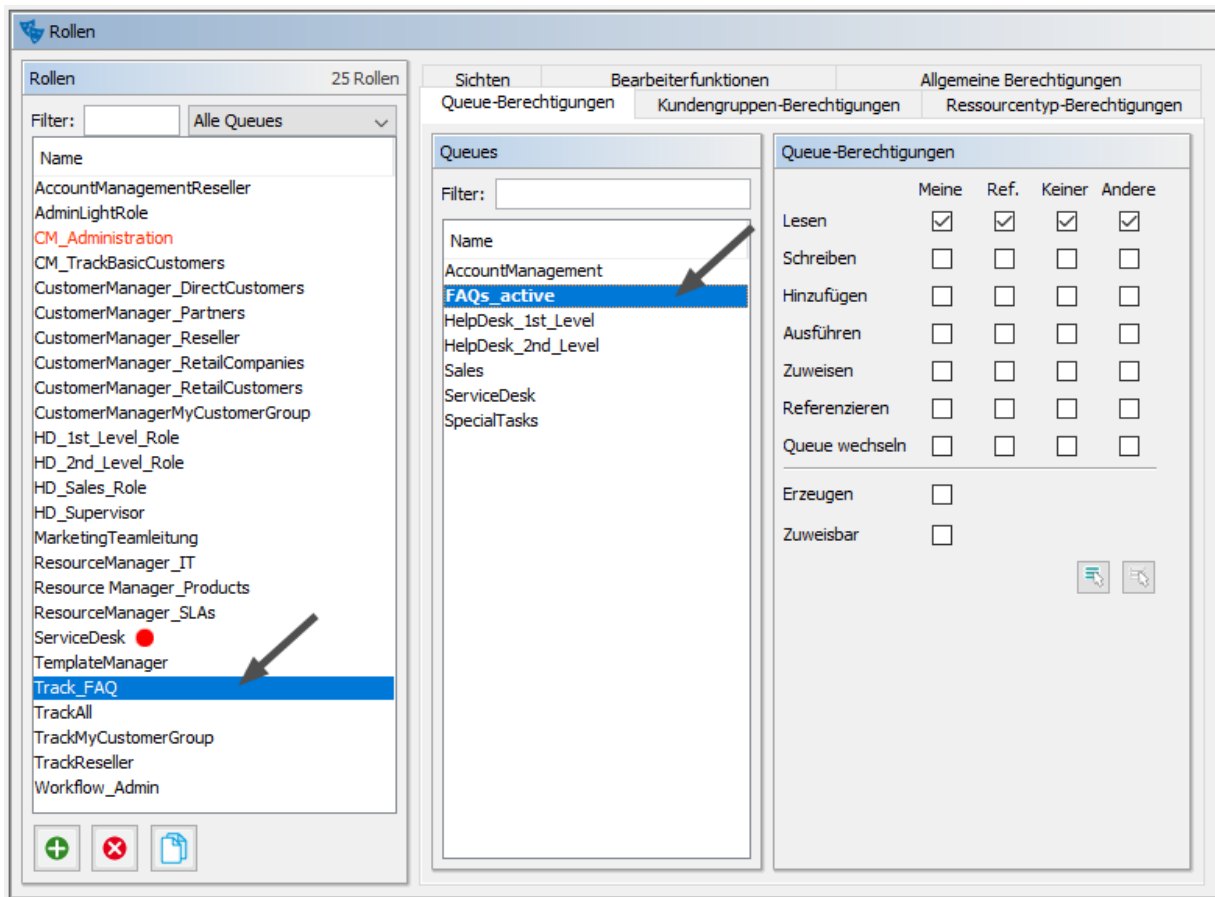 Rollen
Rollen 25 Rollen
Filter: Alle Queues
Name
AccountManagementReseller
AdminLightRole
CM_Administration
CM_TrackBasicCustomers
CustomerManager_DirectCustomers
CustomerManager_Partners
CustomerManager_Reseller
CustomerManager_RetailCompanies
CustomerManager_RetailCustomers
CustomerManagerMyCustomerGroup
HD_1st_Level_Role
HD_2nd_Level_Role
HD_Sales_Role
HD_Supervisor
MarketingTeamleitung
ResourceManager_IT
Resource Manager_Products
ResourceManager_SLAs
ServiceDesk
TemplateManager
Track_FAQ
TrackAll
TrackMyCustomerGroup
TrackReseller
Workflow_Admin
Sichten Bearbeiterfunktionen Allgemeine Berechtigungen
Queue-Berechtigungen Kundengruppen-Berechtigungen Ressourcentyp-Berechtigungen
Queues
Filter:
Name
AccountManagement
FAQs_active
HelpDesk_1st_Level
HelpDesk_2nd_Level
Sales
ServiceDesk
SpecialTasks
Queue-Berechtigungen
Meine Ref. Keiner Andere
Lesen
Schreiben
Hinzufügen
Ausführen
Zuweisen
Referenzieren
Queue wechseln
Erzeugen
Zuweisbar